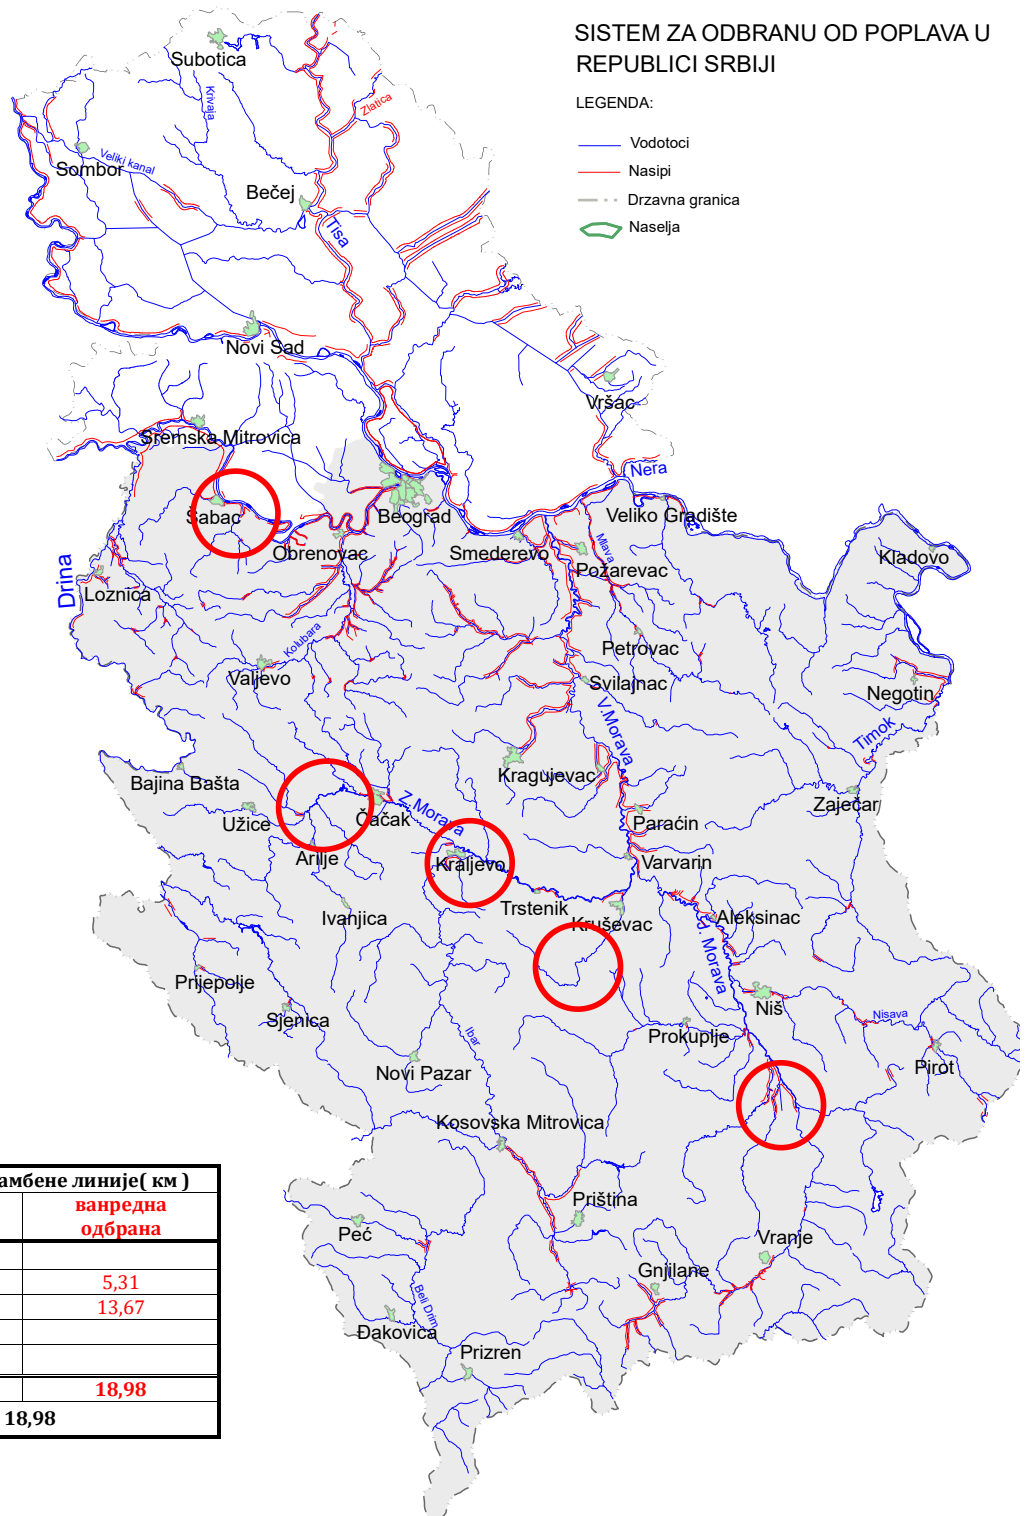 SISTEM ZA ODBRANU OD POPLAVA U
REPUBLICI SRBIJI
LEGENDA:
Vodotoci
Nasipi
Drzavna granica
Naselja
Subotica
Krivaja
Zlatica
Sombor
Veliki kanal
Bečej
Tisa
Novi Sad
Vršac
Sremska Mitrovica
Nera
Šabac
Beograd
Veliko Gradište
Obrenovac
Smederevo
Kladovo
Drina
Loznica
Mlava
Požarevac
Kolubara
Petrovac
Valjevo
Svilajnac
Negotin
V.Morava
Timok
Kragujevac
Bajina Bašta
Zaječar
Užice
Čačak
Z.Morava
Paraćin
Arilje
Kraljevo
Varvarin
Trstenik
Ivanjica
Kruševac
Aleksinac
J. Morava
Prijepolje
Niš
Sjenica
Nisava
Ibar
Prokuplje
Novi Pazar
Pirot
Kosovska Mitrovica
амбене линије( км )
ванредна
одбрана
5,31
13,67
18,98
18,98
Priština
Peć
Vranje
Gnjilane
Beli Drim
Đakovica
Prizren